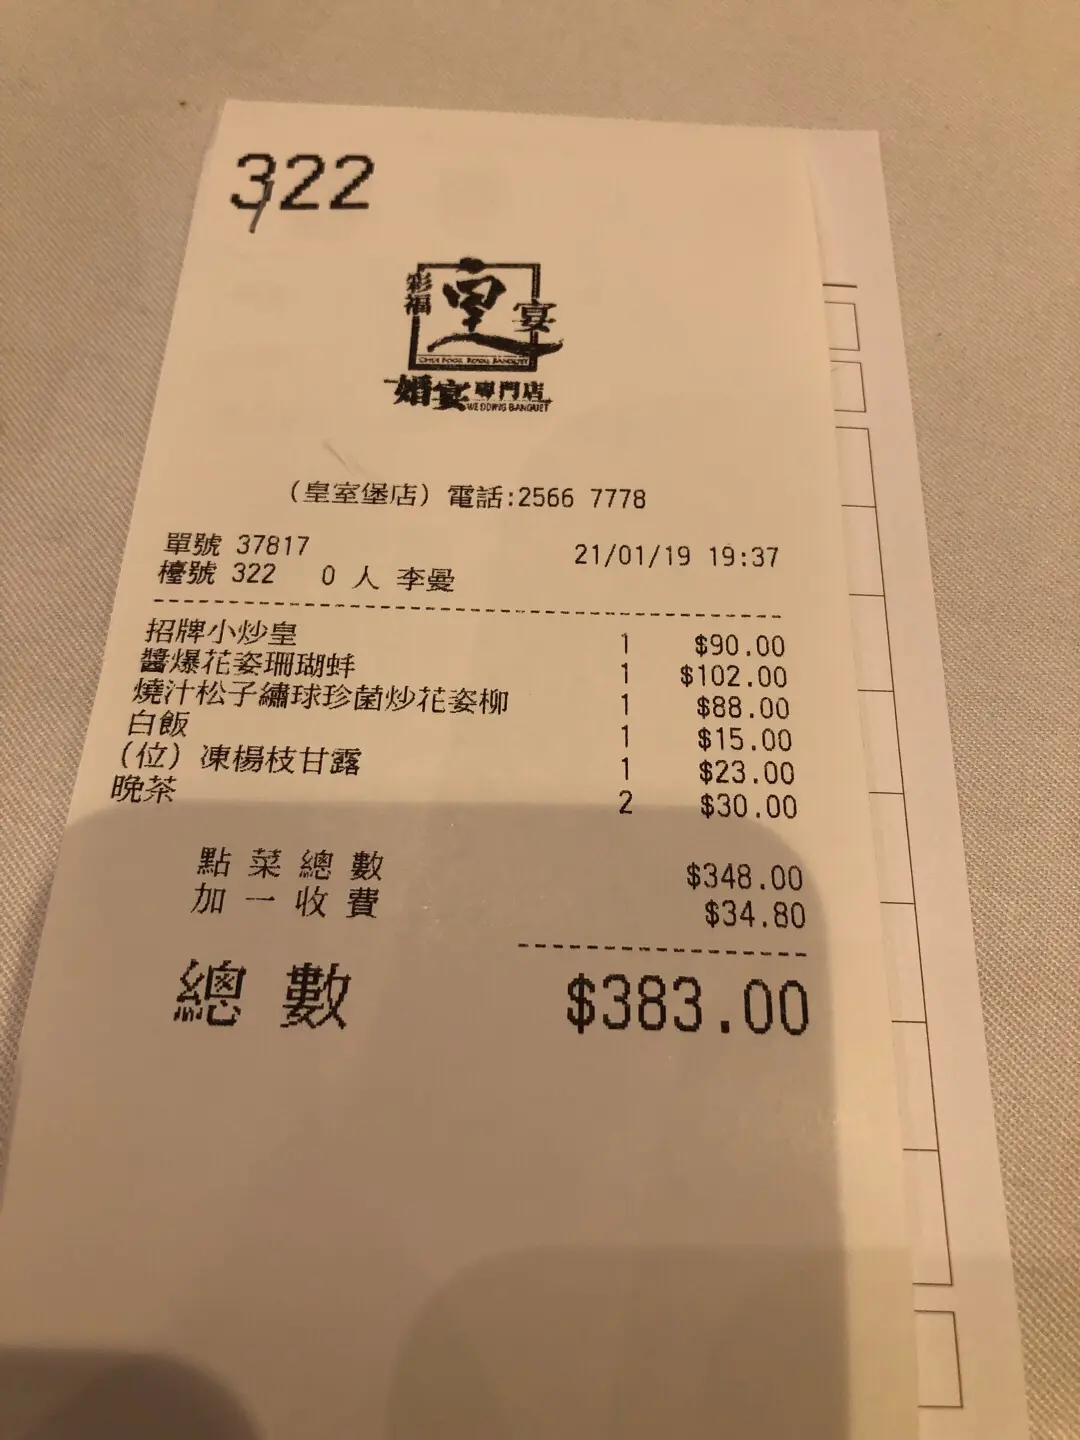 322
彩福
皇
宴
CHUI FOOK ROYAL BANQUET
婚宴專門店
WEDDING BANQUET
(皇室堡店) 電話:2566 7778
單號 37817 21/01/19 19:37
檯號 322 0 人 李曼
招牌小炒皇 1 $90.00
醬爆花姿珊瑚蚌 1 $102.00
燒汁松子繡球珍菌炒花姿柳 1 $88.00
白飯 1 $15.00
(位) 凍楊枝甘露 1 $23.00
晚茶 2 $30.00
點菜總數 $348.00
加一收費 $34.80
總數 $383.00